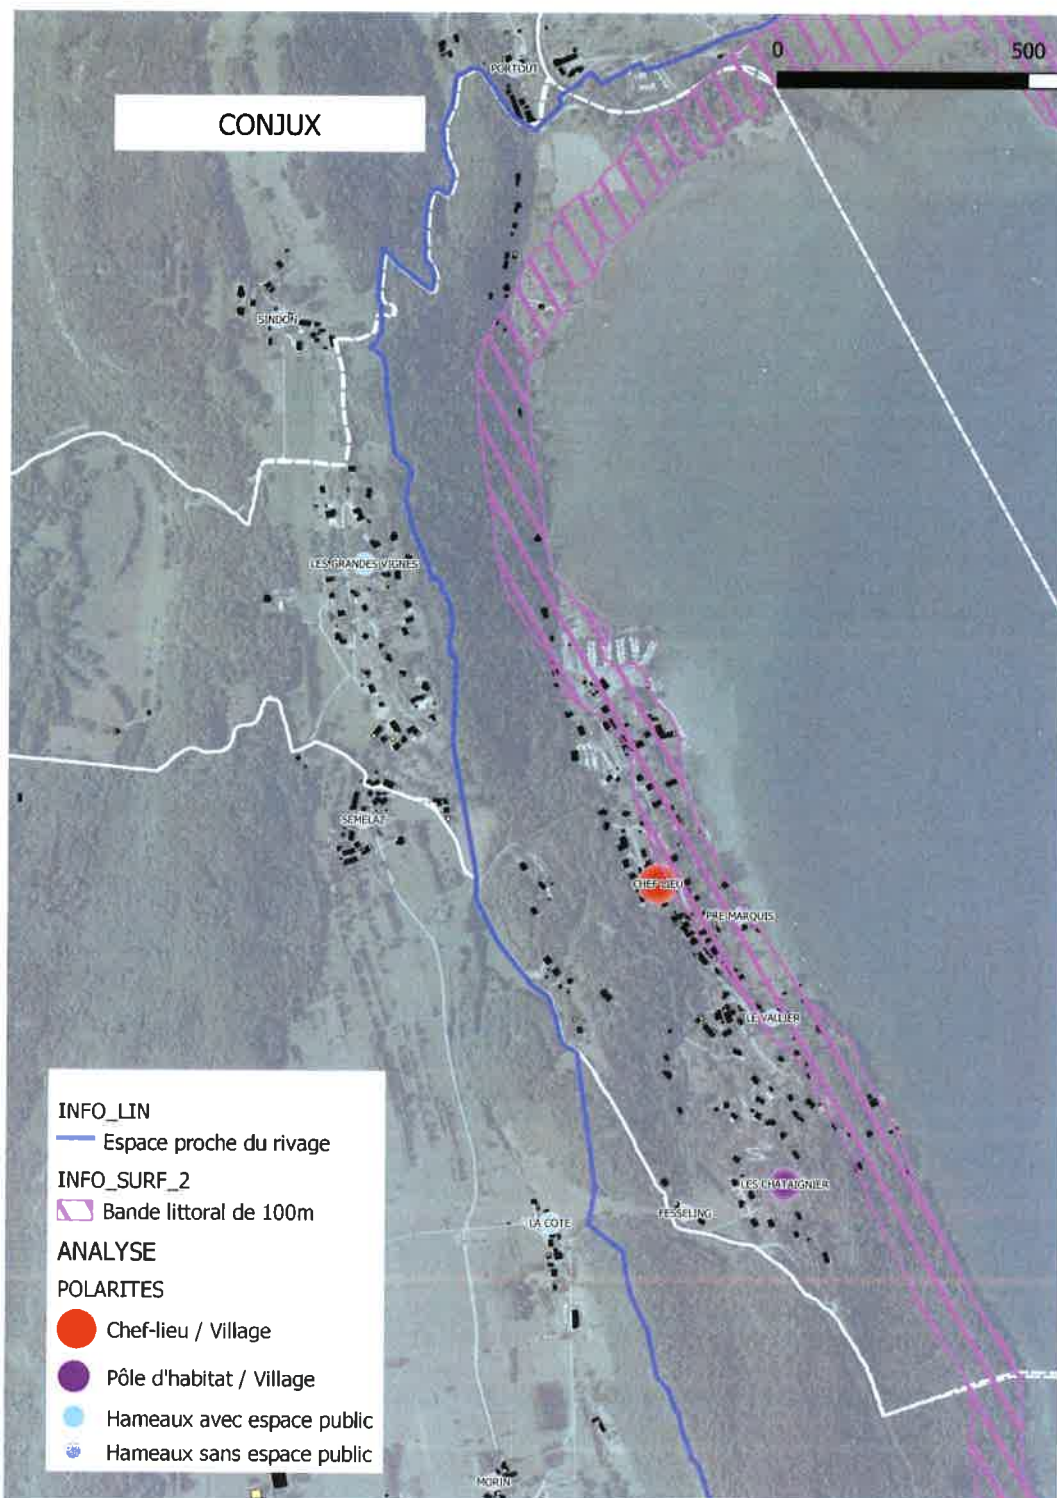 0 500
PORTOUT
CONJUX
SINDON
LES GRANDES VIGNES
SEMELAZ
CHEF-LIEU
PRE MARQUIS
LE VALLIER
LES CHATAIGNIER
FESSELING
LA COTE
MORIN
INFO_LIN
Espace proche du rivage
INFO_SURF_2
Bande littoral de 100m
ANALYSE
POLARITES
Chef-lieu / Village
Pôle d'habitat / Village
Hameaux avec espace public
Hameaux sans espace public